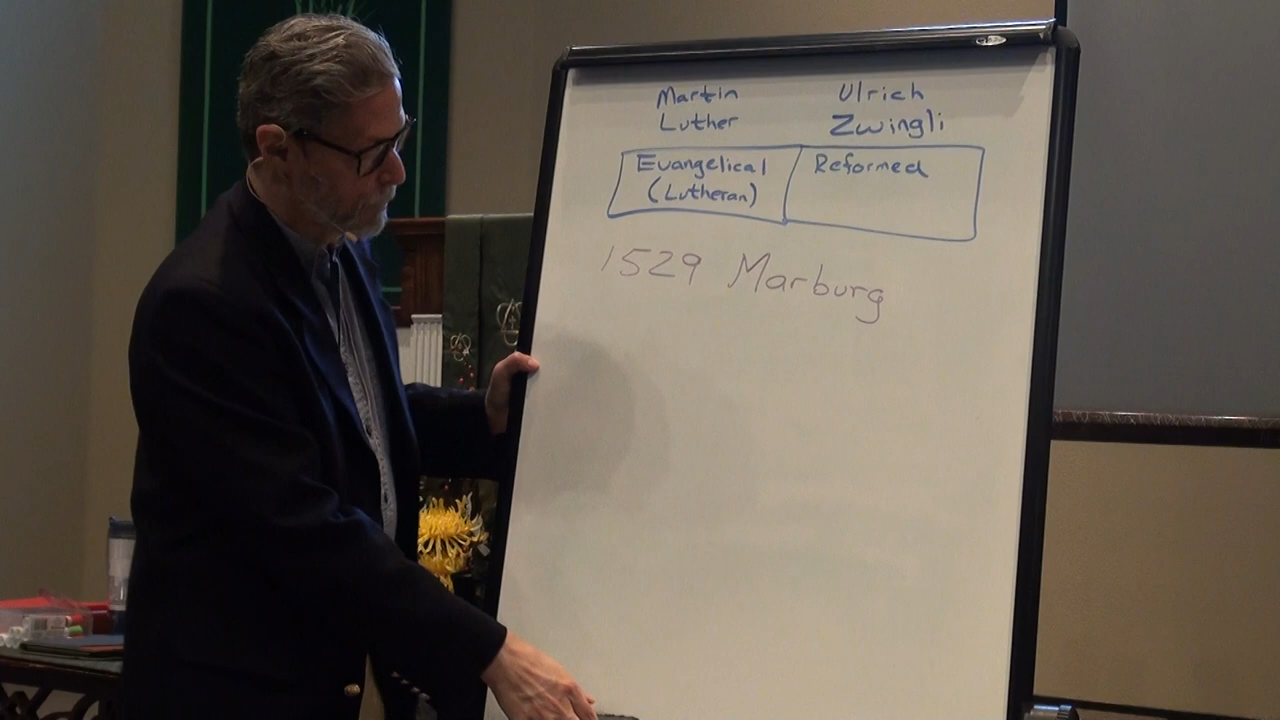 Martin
Luther
Ulrich
Zwingli
Evangelical
(Lutheran)
Reformed
1529 Marburg